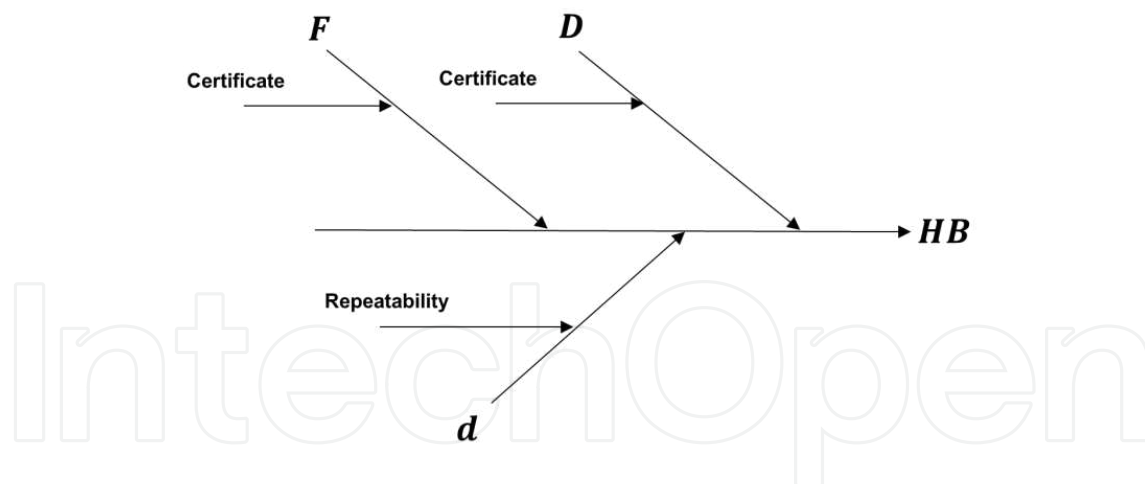 F
D
Certificate
Certificate
HB
Repeatability
d
IntechOpen